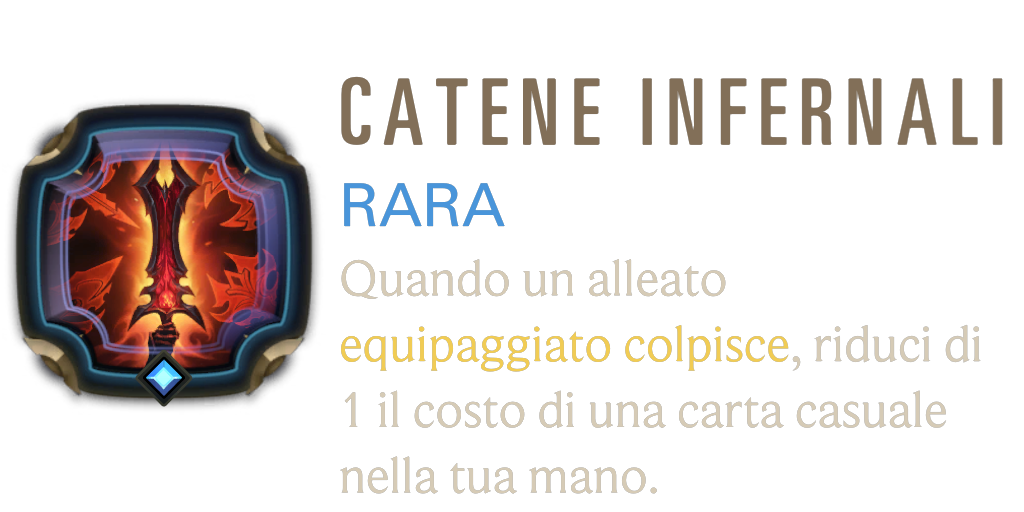 CATENE INFERNALI
RARA
Quando un alleato
equipaggiato colpisce, riduci di
1 il costo di una carta casuale
nella tua mano.